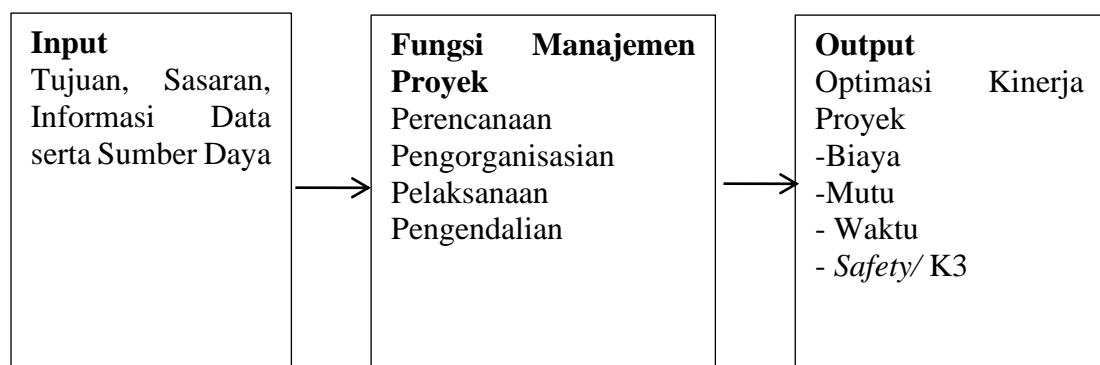 Input
Tujuan, Sasaran,
Informasi Data
serta Sumber Daya
Fungsi Manajemen
Proyek
Perencanaan
Pengorganisasian
Pelaksanaan
Pengendalian
Output
Optimasi Kinerja
Proyek
-Biaya
-Mutu
- Waktu
- Safety/ K3